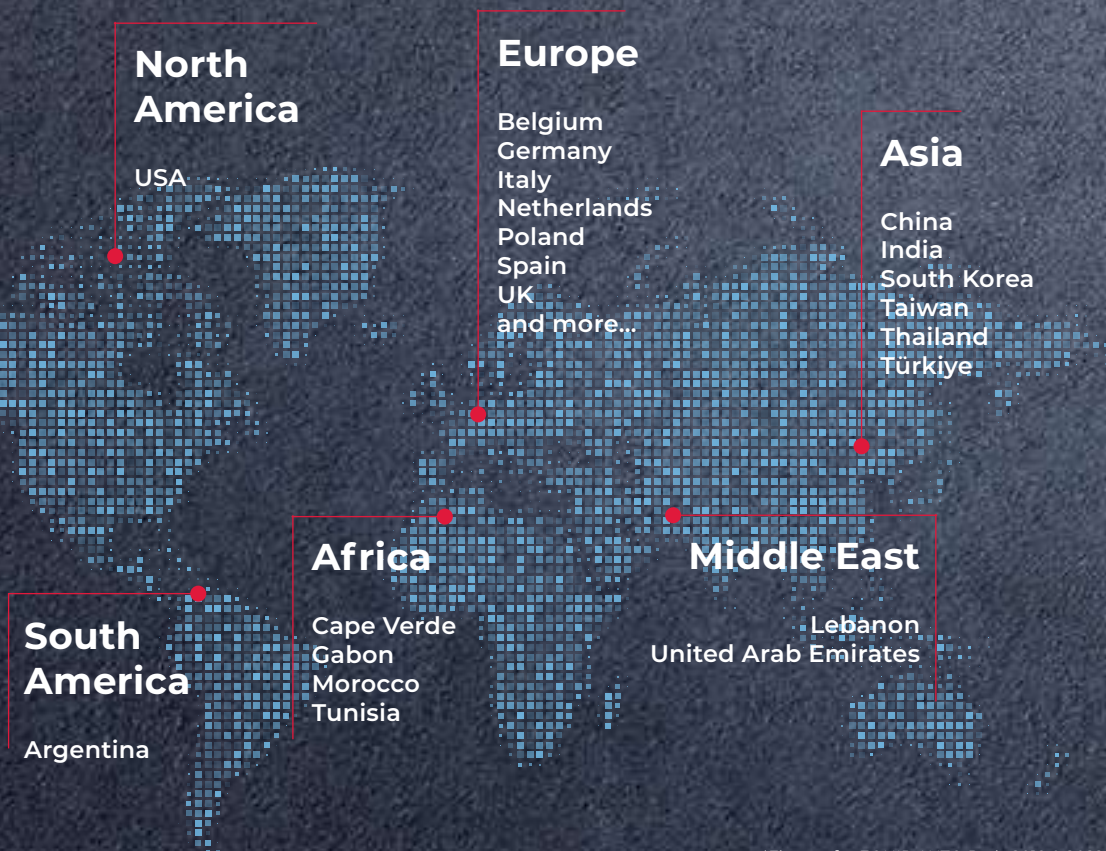 North
America
USA
Europe
Belgium
Germany
Italy
Netherlands
Poland
Spain
UK
and more...
Asia
China
India
South Korea
Taiwan
Thailand
Türkiye
South
America
Argentina
Africa
Cape Verde
Gabon
Morocco
Tunisia
Middle East
Lebanon
United Arab Emirates